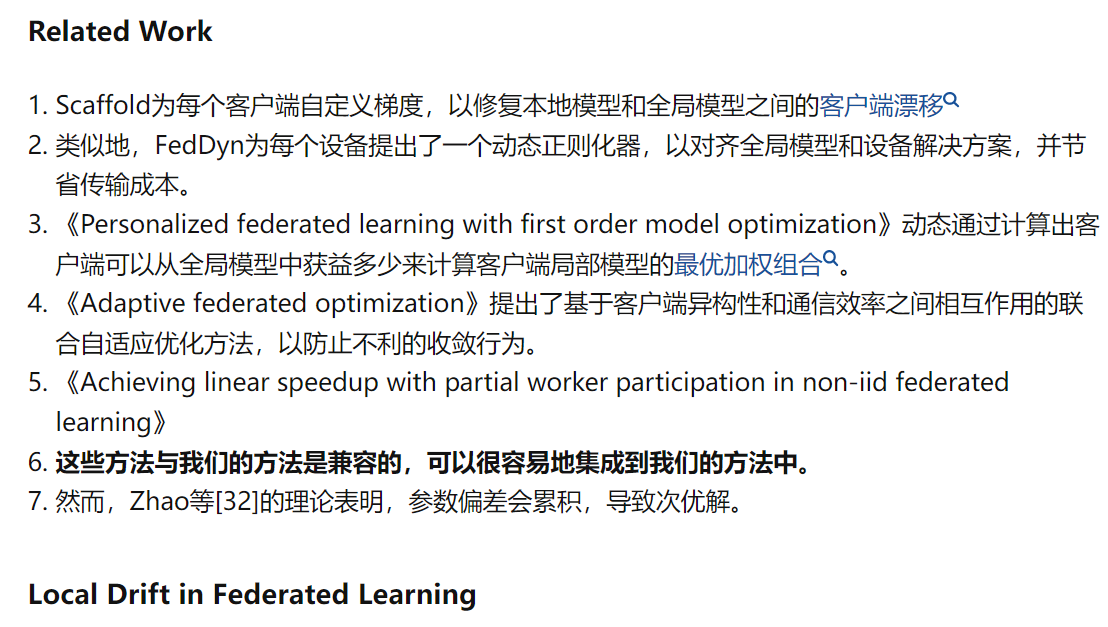 Related Work
1. Scaffold为每个客户端自定义梯度，以修复本地模型和全局模型之间的客户端漂移
2. 类似地，FedDyn为每个设备提出了一个动态正则化器，以对齐全局模型和设备解决方案，并节
省传输成本。
3. 《Personalized federated learning with first order model optimization》动态通过计算出客
户端可以从全局模型中获益多少来计算客户端局部模型的最优加权组合。
4. 《Adaptive federated optimization》提出了基于客户端异构性和通信效率之间相互作用的联
合自适应优化方法，以防止不利的收敛行为。
5. 《Achieving linear speedup with partial worker participation in non-iid federated
learning》
6. 这些方法与我们的方法是兼容的，可以很容易地集成到我们的方法中。
7. 然而，Zhao等[32]的理论表明，参数偏差会累积，导致次优解。
Local Drift in Federated Learning